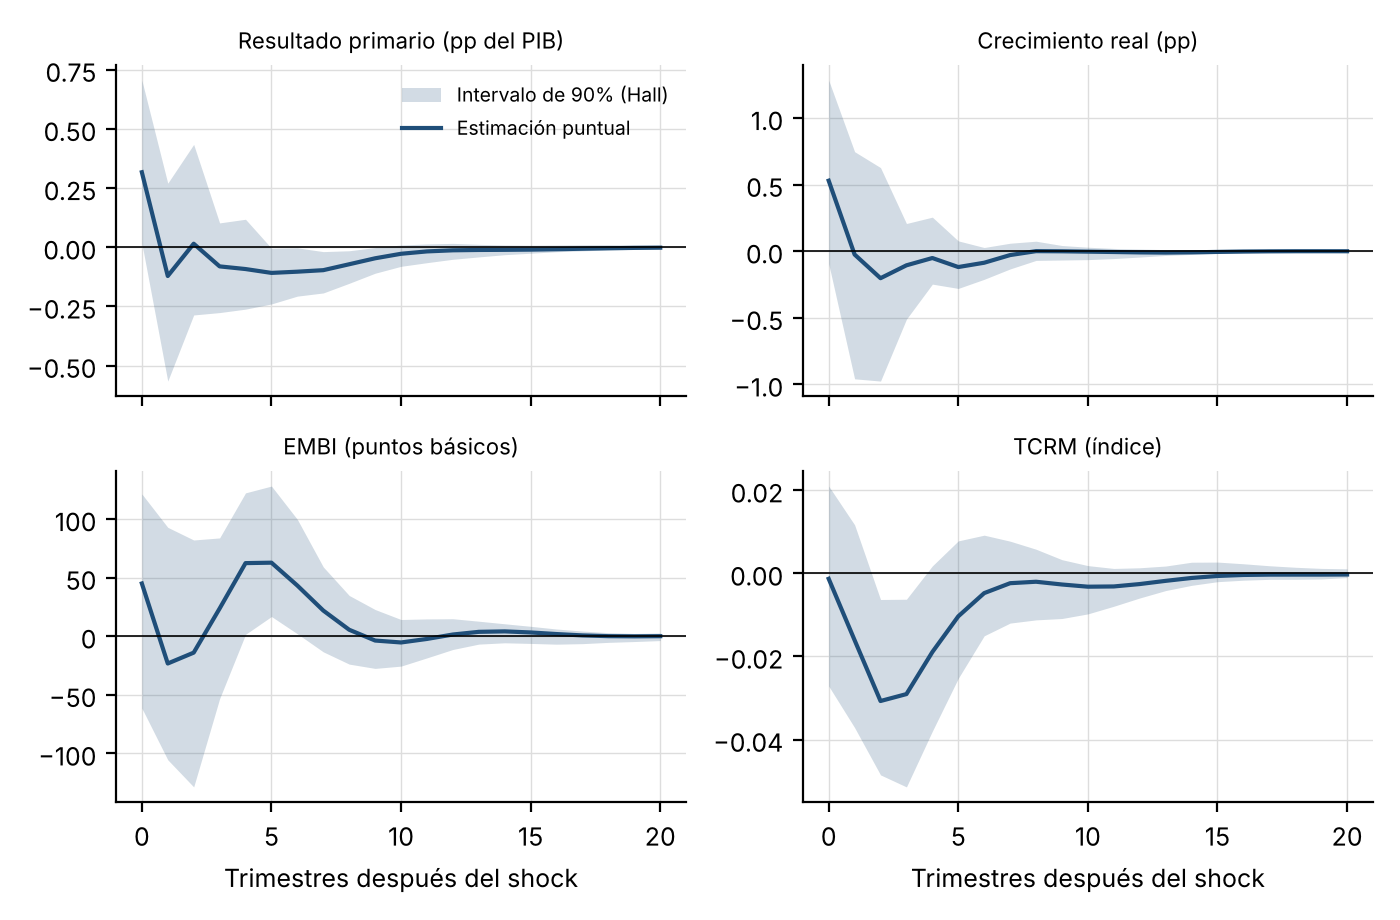 Resultado primario (pp del PIB)
0.75
0.50
0.25
0.00
−0.25
−0.50
Intervalo de 90% (Hall)
Estimación puntual
Crecimiento real (pp)
1.0
0.5
0.0
−0.5
−1.0
EMBI (puntos básicos)
100
50
0
−50
−100
0 5 10 15 20
Trimestres después del shock
TCRM (índice)
0.02
0.00
−0.02
−0.04
0 5 10 15 20
Trimestres después del shock